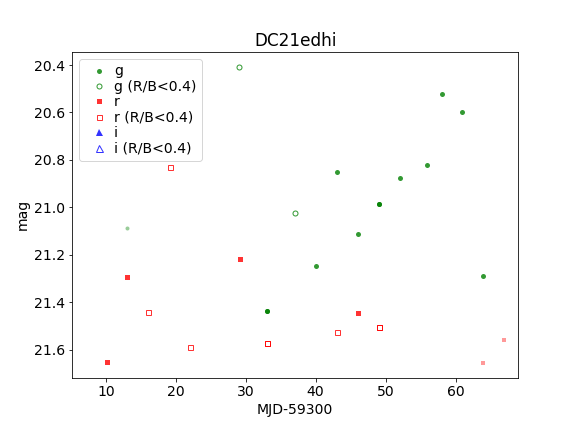 DC21edhi
g
g (R/B<0.4)
r
r (R/B<0.4)
i
i (R/B<0.4)
mag
20.4
20.6
20.8
21.0
21.2
21.4
21.6
10 20 30 40 50 60
MJD-59300